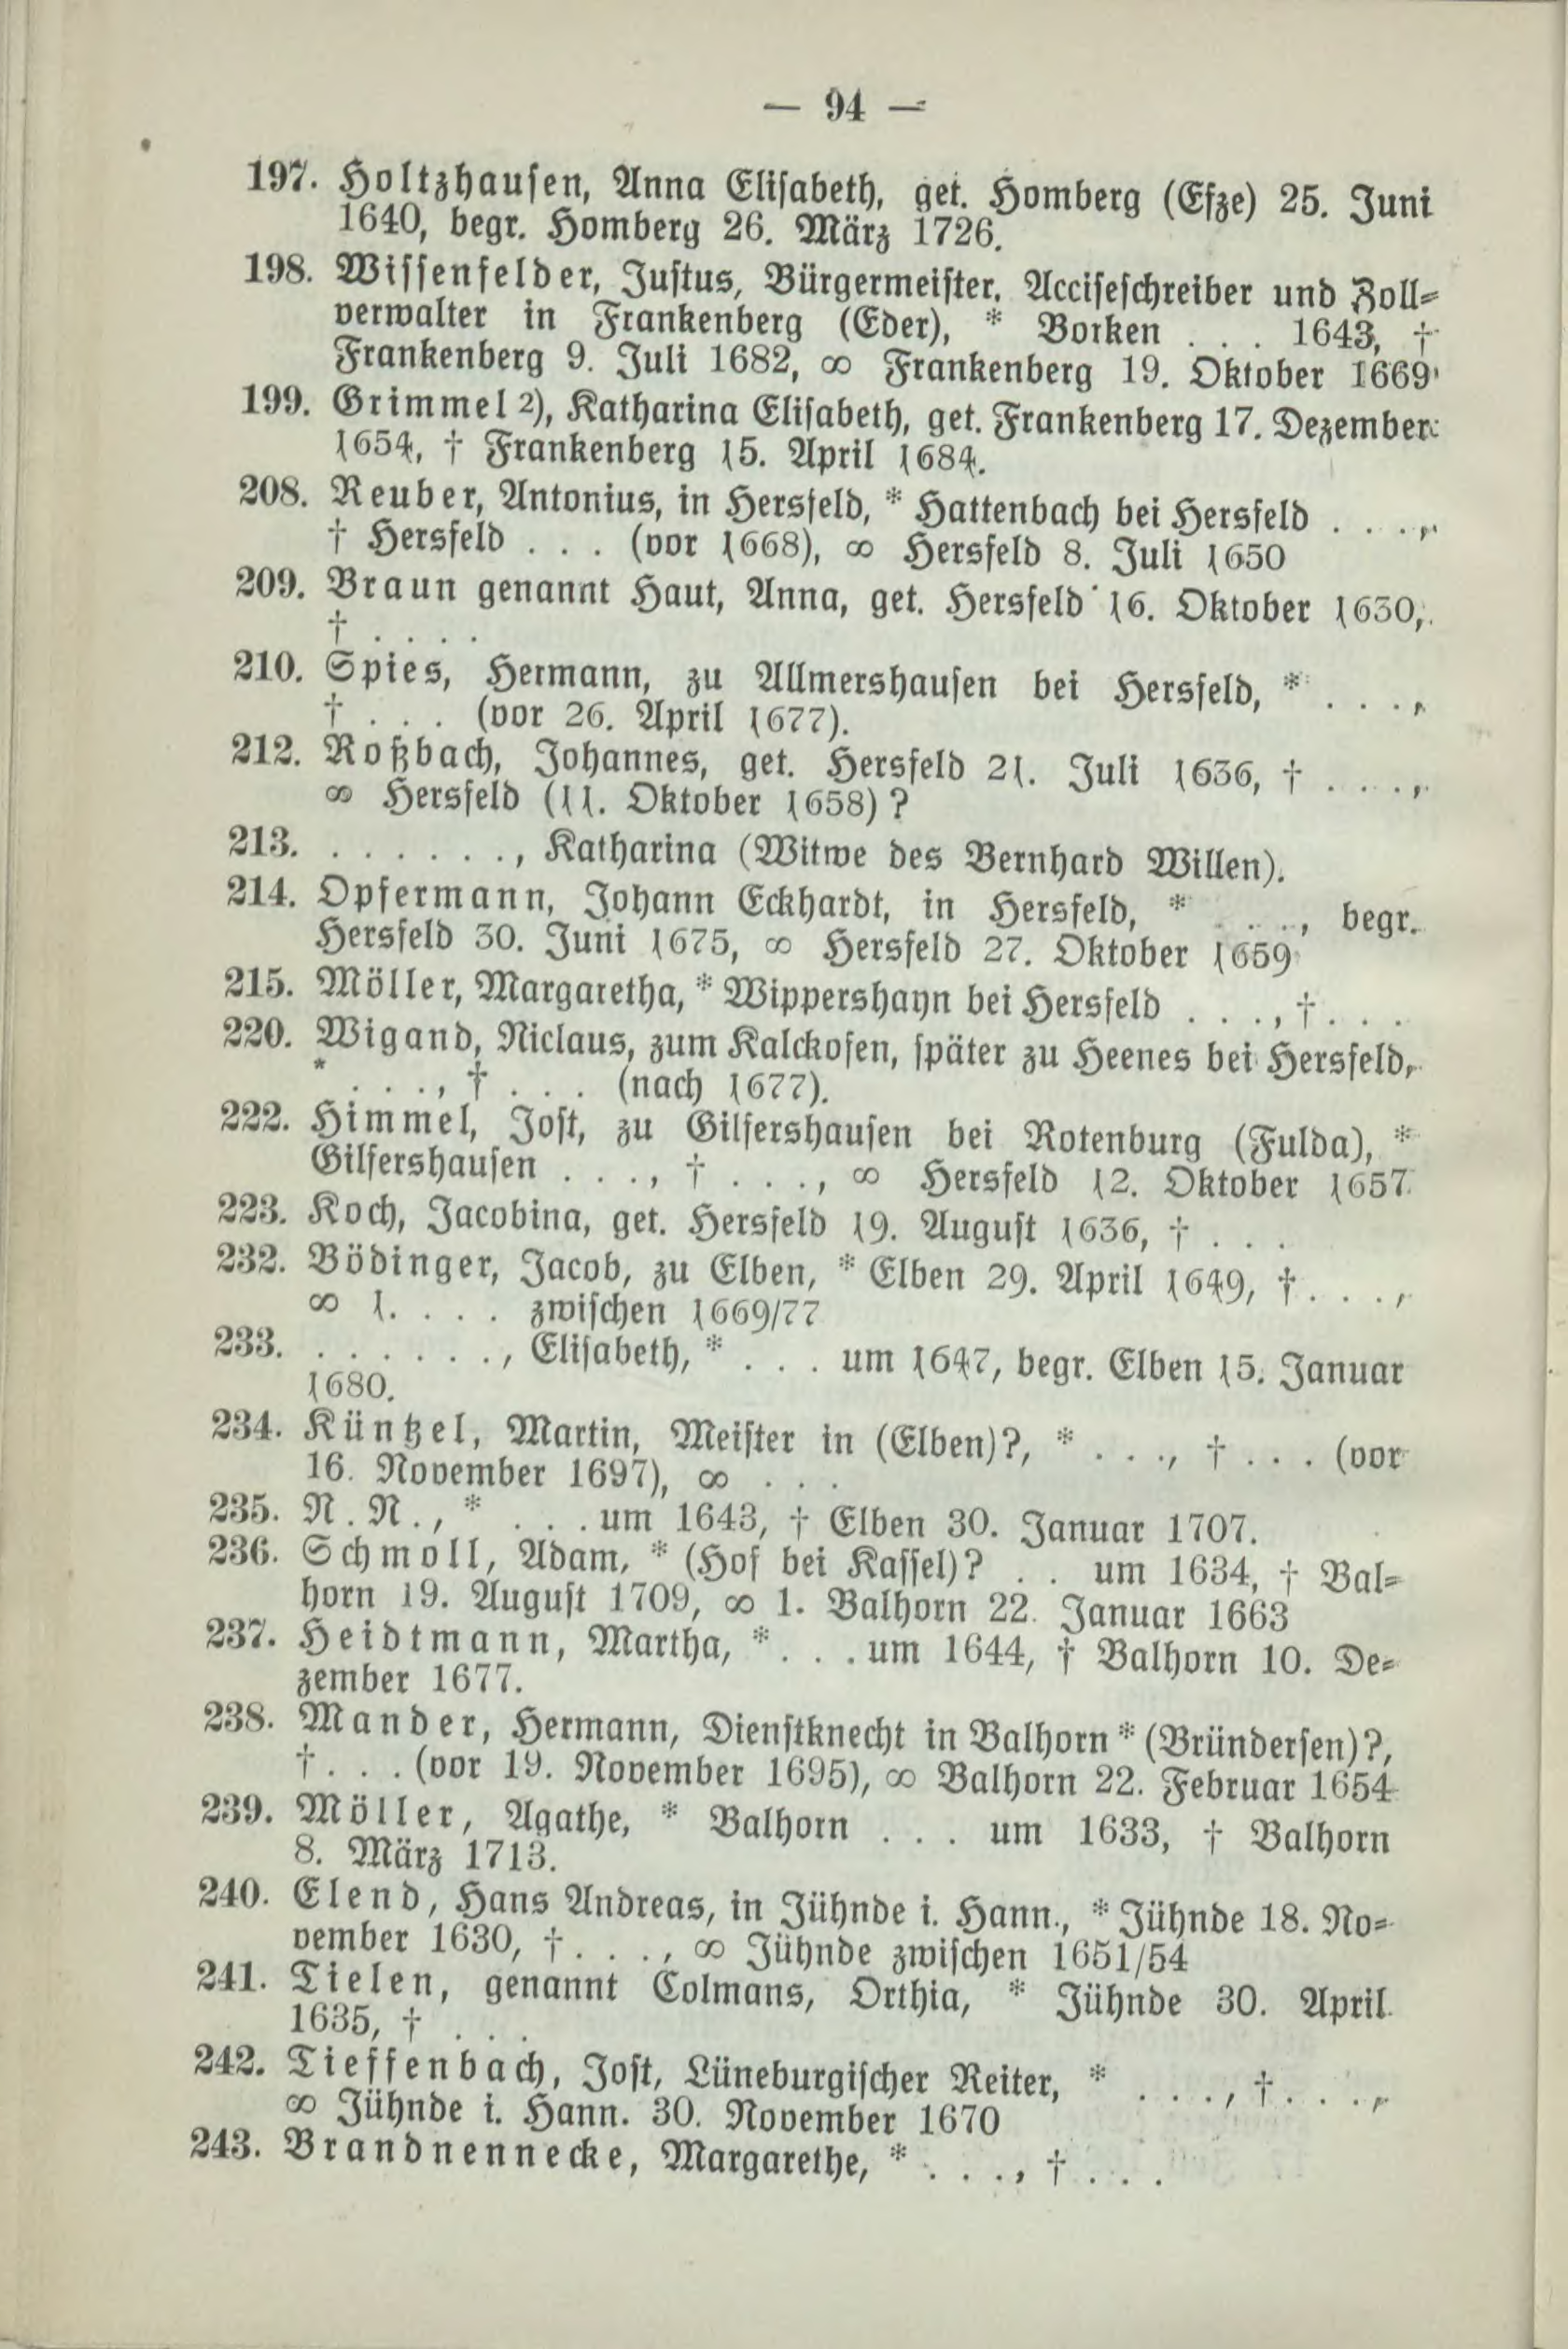 — 94 —
197. Holtzhausen, Anna Elisabeth, get. Homberg (Efze) 25. Juni
1640, begr. Homberg 26. März 1726.
198. Wissenfelder, Justus, Bürgermeister, Acciseschreiber und Zoll-
verwalter in Frankenberg (Eder), * Borken . . . 1643, †
Frankenberg 9. Juli 1682, ∞ Frankenberg 19. Oktober 1669
199. Grimmel 2), Katharina Elisabeth, get. Frankenberg 17. Dezember
1654, † Frankenberg 15. April 1684.
208. Reuber, Antonius, in Hersfeld, * Hattenbach bei Hersfeld . . . .,
† Hersfeld . . . (vor 1668), ∞ Hersfeld 8. Juli 1650
209. Braun genannt Haut, Anna, get. Hersfeld 16. Oktober 1630,
† . . . .
210. Spies, Hermann, zu Allmershausen bei Hersfeld, * . . . .,
† . . . (vor 26. April 1677).
212. Roßbach, Johannes, get. Hersfeld 21. Juli 1636, † . . . .,
∞ Hersfeld (11. Oktober 1658) ?
213. . . . . . . ., Katharina (Witwe des Bernhard Willen).
214. Opfermann, Johann Eckhardt, in Hersfeld, * . . ., begr.
Hersfeld 30. Juni 1675, ∞ Hersfeld 27. Oktober 1659
215. Möller, Margaretha, * Wippershayn bei Hersfeld . . ., † . . .
220. Wigand, Niclaus, zum Kalckofen, später zu Heenes bei Hersfeld,
* . . ., † . . . (nach 1677).
222. Himmel, Jost, zu Gilfershausen bei Rotenburg (Fulda), *
Gilfershausen . . ., † . . ., ∞ Hersfeld 12. Oktober 1657
223. Koch, Jacobina, get. Hersfeld 19. August 1636, † . . .
232. Bödinger, Jacob, zu Elben, * Elben 29. April 1649, † . . .,
∞ 1. . . . zwischen 1669/77
233. . . . . . . ., Elisabeth, * . . . um 1647, begr. Elben 15. Januar
1680.
234. Küntzel, Martin, Meister in (Elben)?, * . . ., † . . . (vor
16. November 1697), ∞ . . .
235. N. N., * . . . um 1643, † Elben 30. Januar 1707.
236. Schmoll, Adam, * (Hof bei Kassel)? . . um 1634, † Bal-
horn 19. August 1709, ∞ 1. Balhorn 22. Januar 1663
237. Heidtmann, Martha, * . . . um 1644, † Balhorn 10. De-
zember 1677.
238. Mander, Hermann, Dienstknecht in Balhorn * (Bründersen)?,
† . . . (vor 19. November 1695), ∞ Balhorn 22. Februar 1654
239. Möller, Agathe, * Balhorn . . . um 1633, † Balhorn
8. März 1713.
240. Elend, Hans Andreas, in Jühnde i. Hann., * Jühnde 18. No-
vember 1630, † . . ., ∞ Jühnde zwischen 1651/54
241. Tielen, genannt Colmans, Orthia, * Jühnde 30. April
1635, † . . .
242. Tieffenbach, Jost, Lüneburgischer Reiter, * . . ., † . . .,
∞ Jühnde i. Hann. 30. November 1670
243. Brandnennecke, Margarethe, * . . ., † . . .